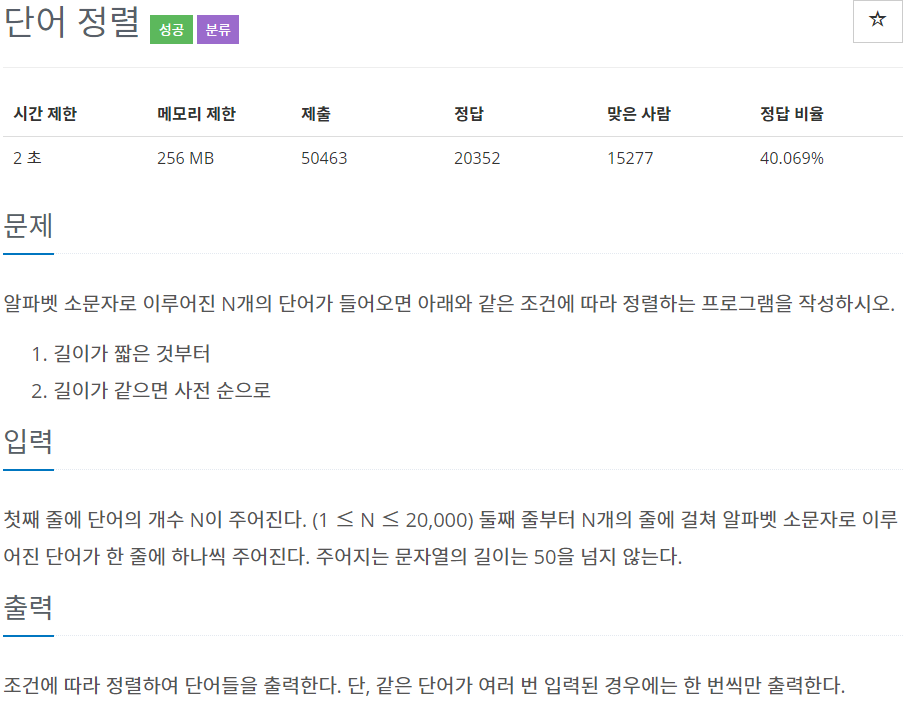 단어 정렬 성공 분류
시간 제한 메모리 제한 제출 정답 맞은 사람 정답 비율
2 초 256 MB 50463 20352 15277 40.069%
문제
알파벳 소문자로 이루어진 N개의 단어가 들어오면 아래와 같은 조건에 따라 정렬하는 프로그램을 작성하시오.
1. 길이가 짧은 것부터
2. 길이가 같으면 사전 순으로
입력
첫째 줄에 단어의 개수 N이 주어진다. (1 ≤ N ≤ 20,000) 둘째 줄부터 N개의 줄에 걸쳐 알파벳 소문자로 이루
어진 단어가 한 줄에 하나씩 주어진다. 주어지는 문자열의 길이는 50을 넘지 않는다.
출력
조건에 따라 정렬하여 단어들을 출력한다. 단, 같은 단어가 여러 번 입력된 경우에는 한 번씩만 출력한다.